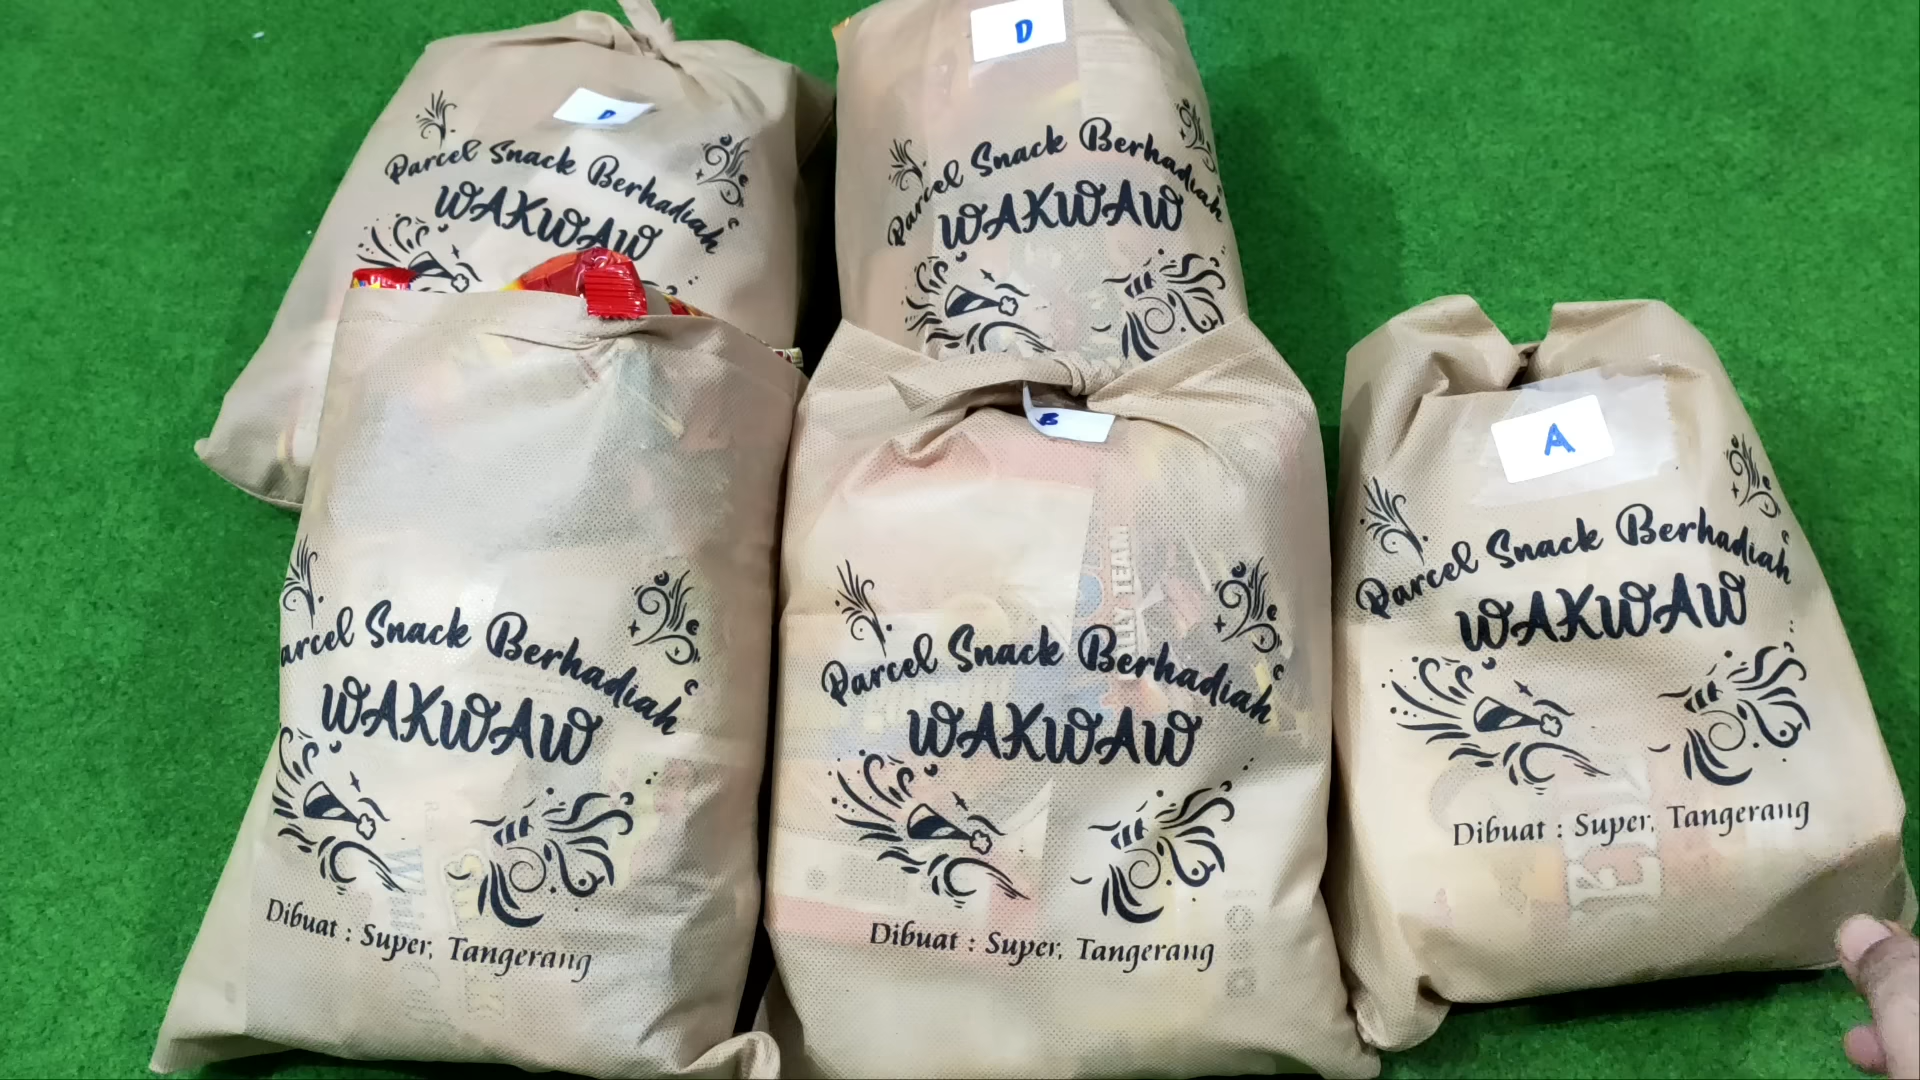 D
Parcel Snack Berhadiah
WAKWAW
D
Parcel Snack Berhadiah
WAKWAW
arcel Snack Berhadiah
WAKWAW
Dibuat : Super, Tangerang
B
Parcel Snack Berhadiah
WAKWAW
Dibuat : Super, Tangerang
A
Parcel Snack Berhadiah
WAKWAW
Dibuat : Super, Tangerang